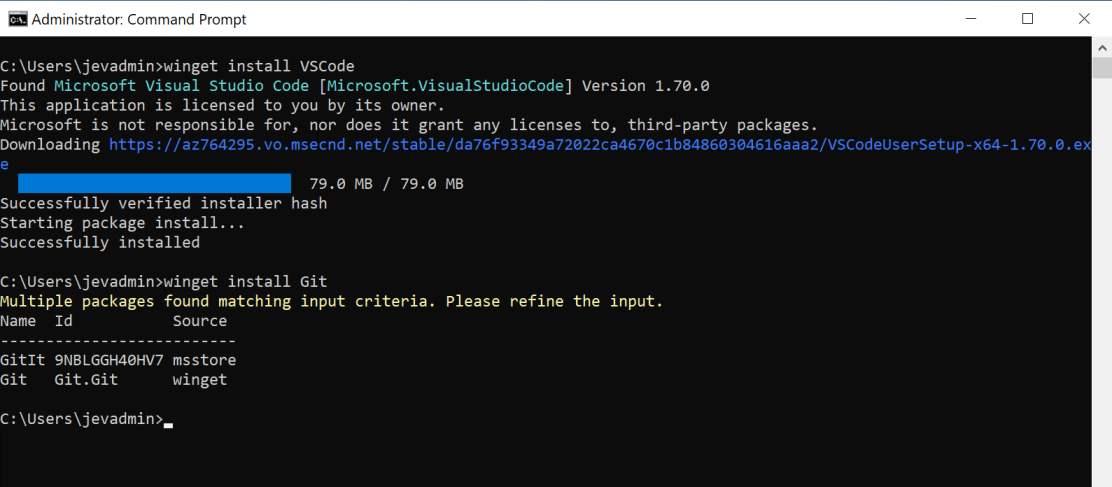 Administrator: Command Prompt
C:\Users\jevadmin>winget install VSCode
Found Microsoft Visual Studio Code [Microsoft.VisualStudioCode] Version 1.70.0
This application is licensed to you by its owner.
Microsoft is not responsible for, nor does it grant any licenses to, third-party packages.
Downloading https://az764295.vo.msecnd.net/stable/da76f93349a72022ca4670c1b84860304616aaa2/VSCodeUserSetup-x64-1.70.0.ex
e
79.0 MB / 79.0 MB
Successfully verified installer hash
Starting package install...
Successfully installed
C:\Users\jevadmin>winget install Git
Multiple packages found matching input criteria. Please refine the input.
Name  Id           Source
--------------------------
GitIt 9NBLGGH40HV7 msstore
Git   Git.Git      winget
C:\Users\jevadmin>